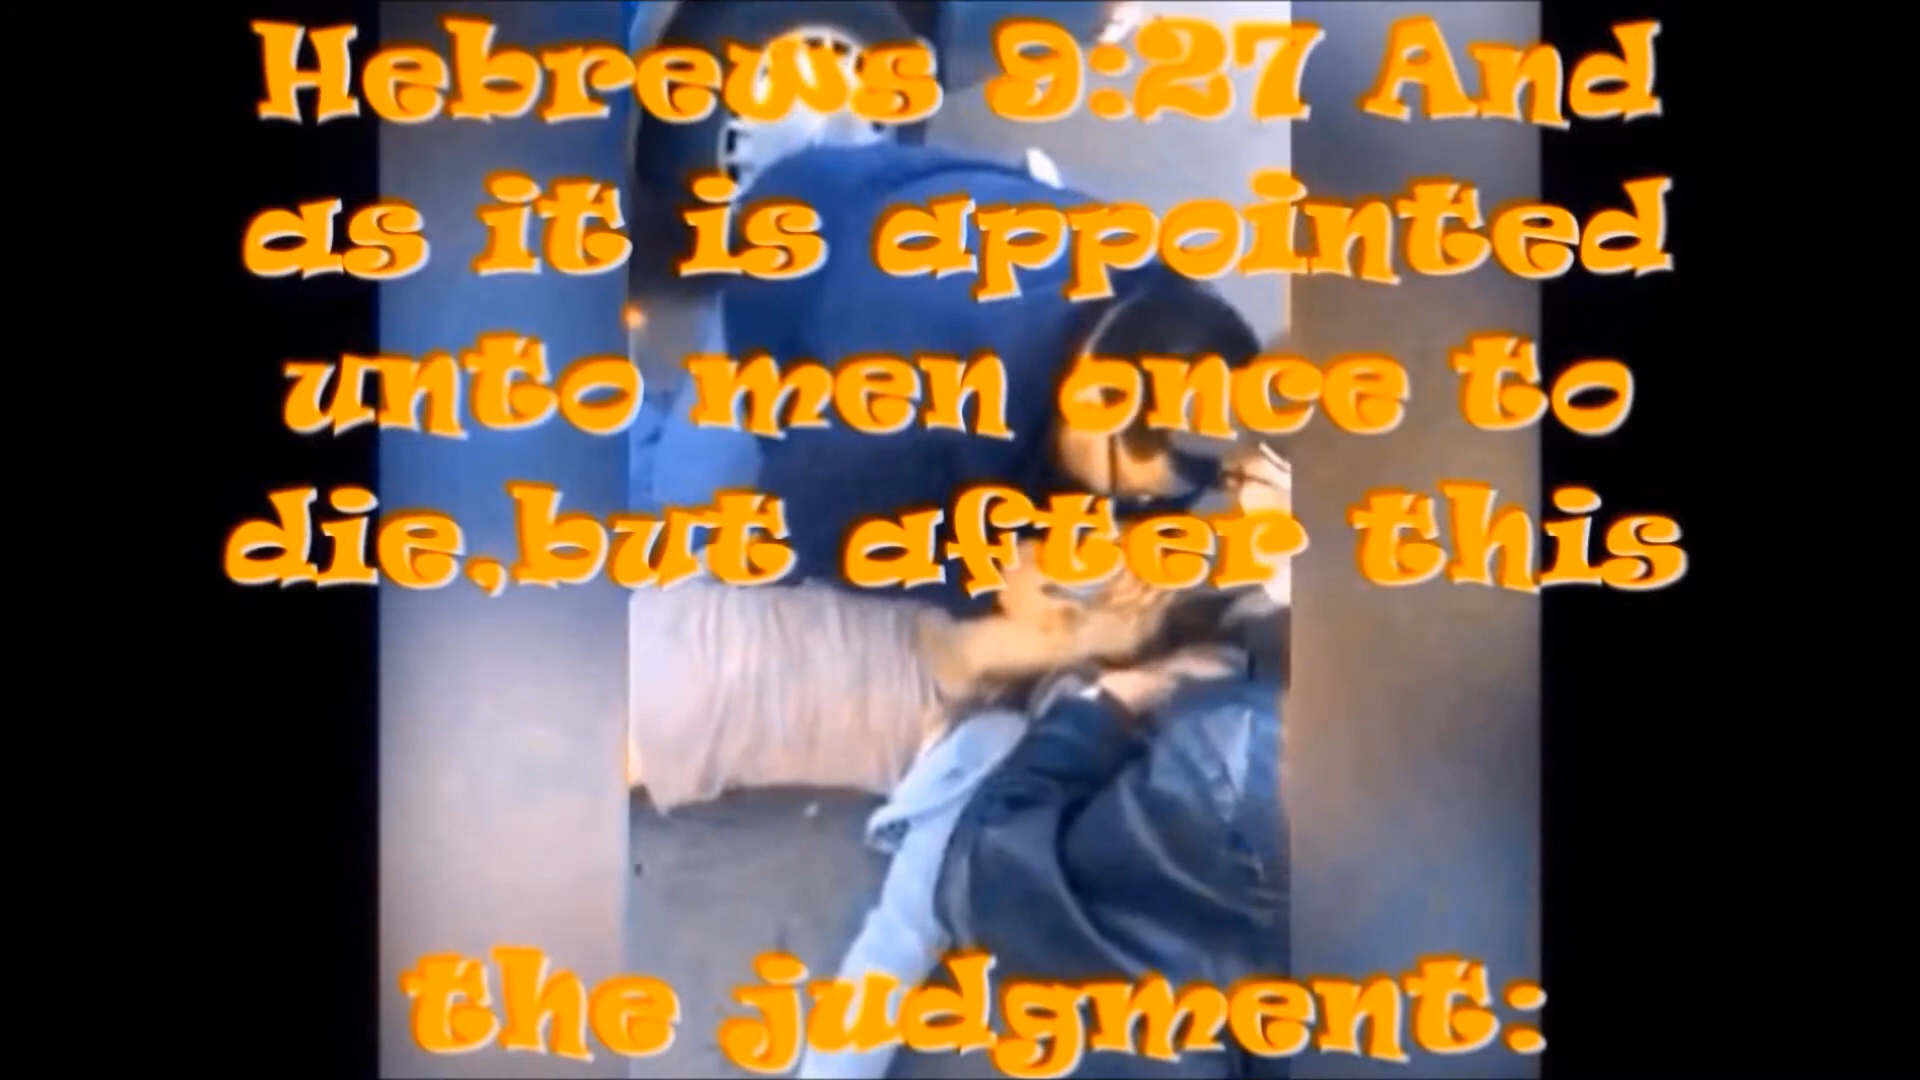 Hebrews 9:27 And
as it is appointed
unto men once to
die,but after this
the judgment: